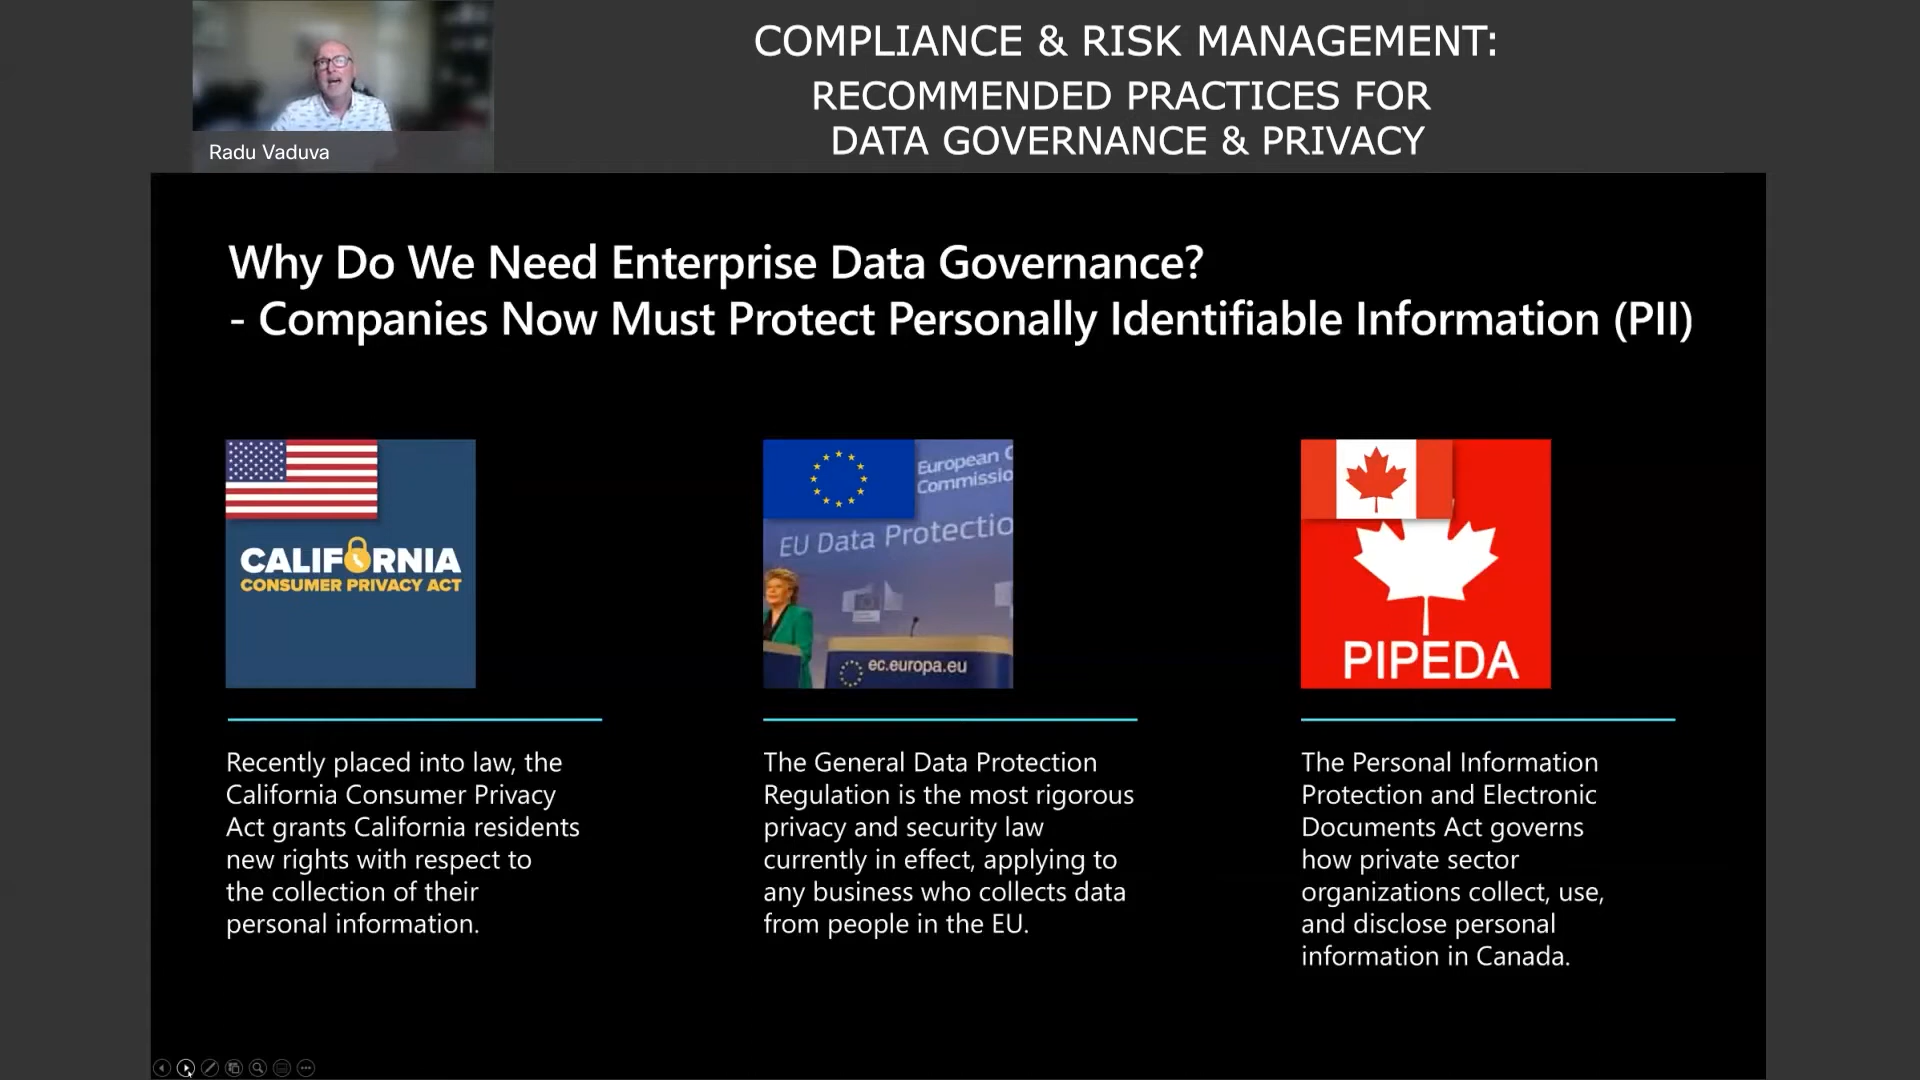 COMPLIANCE & RISK MANAGEMENT:
RECOMMENDED PRACTICES FOR
DATA GOVERNANCE & PRIVACY
Radu Vaduva
Why Do We Need Enterprise Data Governance?
- Companies Now Must Protect Personally Identifiable Information (PII)
CALIFORNIA
CONSUMER PRIVACY ACT
European C
Commissio
EU Data Protectio
ec.europa.eu
PIPEDA
Recently placed into law, the
California Consumer Privacy
Act grants California residents
new rights with respect to
the collection of their
personal information.
The General Data Protection
Regulation is the most rigorous
privacy and security law
currently in effect, applying to
any business who collects data
from people in the EU.
The Personal Information
Protection and Electronic
Documents Act governs
how private sector
organizations collect, use,
and disclose personal
information in Canada.